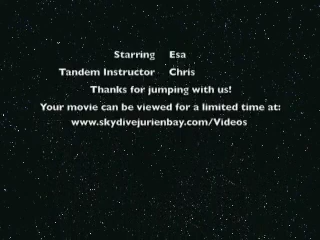 Starring Esa
Tandem Instructor Chris
Thanks for jumping with us!
Your movie can be viewed for a limited time at:
www.skydivejurienbay.com/Videos